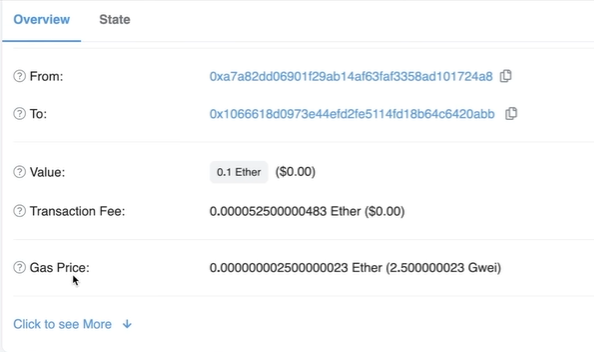 Overview State
From: 0xa7a82dd06901f29ab14af63faf3358ad101724a8
To: 0x1066618d0973e44efd2fe5114fd18b64c6420abb
Value: 0.1 Ether ($0.00)
Transaction Fee: 0.000052500000483 Ether ($0.00)
Gas Price: 0.000000002500000023 Ether (2.500000023 Gwei)
Click to see More